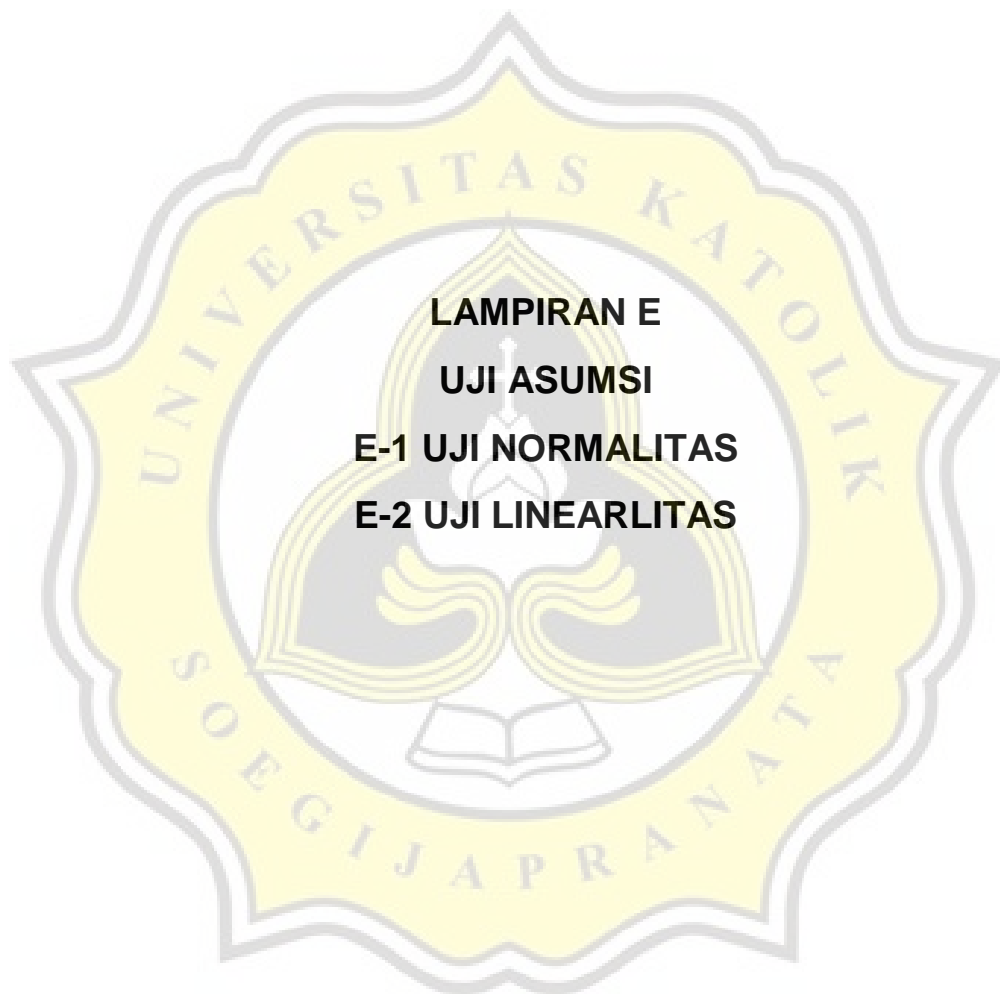 LAMPIRAN E
UJI ASUMSI
E-1 UJI NORMALITAS
E-2 UJI LINEARLITAS
UNIVERSITAS KATOLIK
SOEGIJAPRANATA